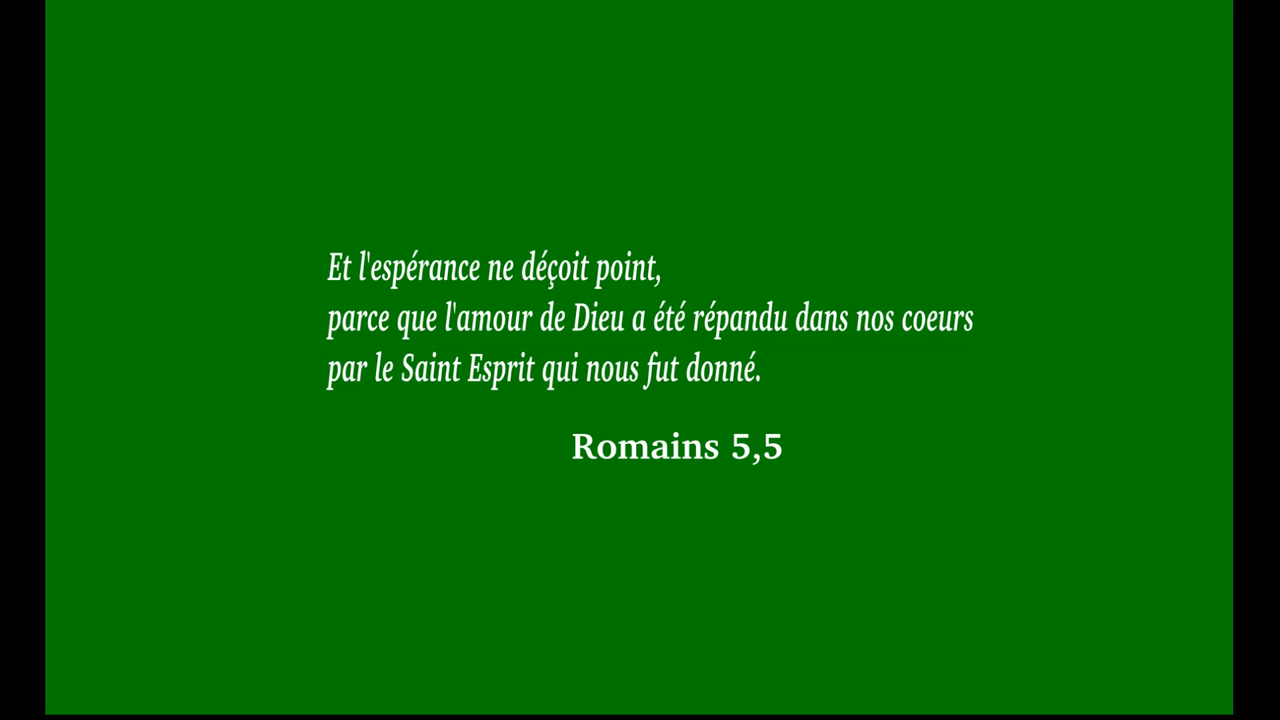 Et l'espérance ne déçoit point,
parce que l'amour de Dieu a été répandu dans nos coeurs
par le Saint Esprit qui nous fut donné.
Romains 5,5